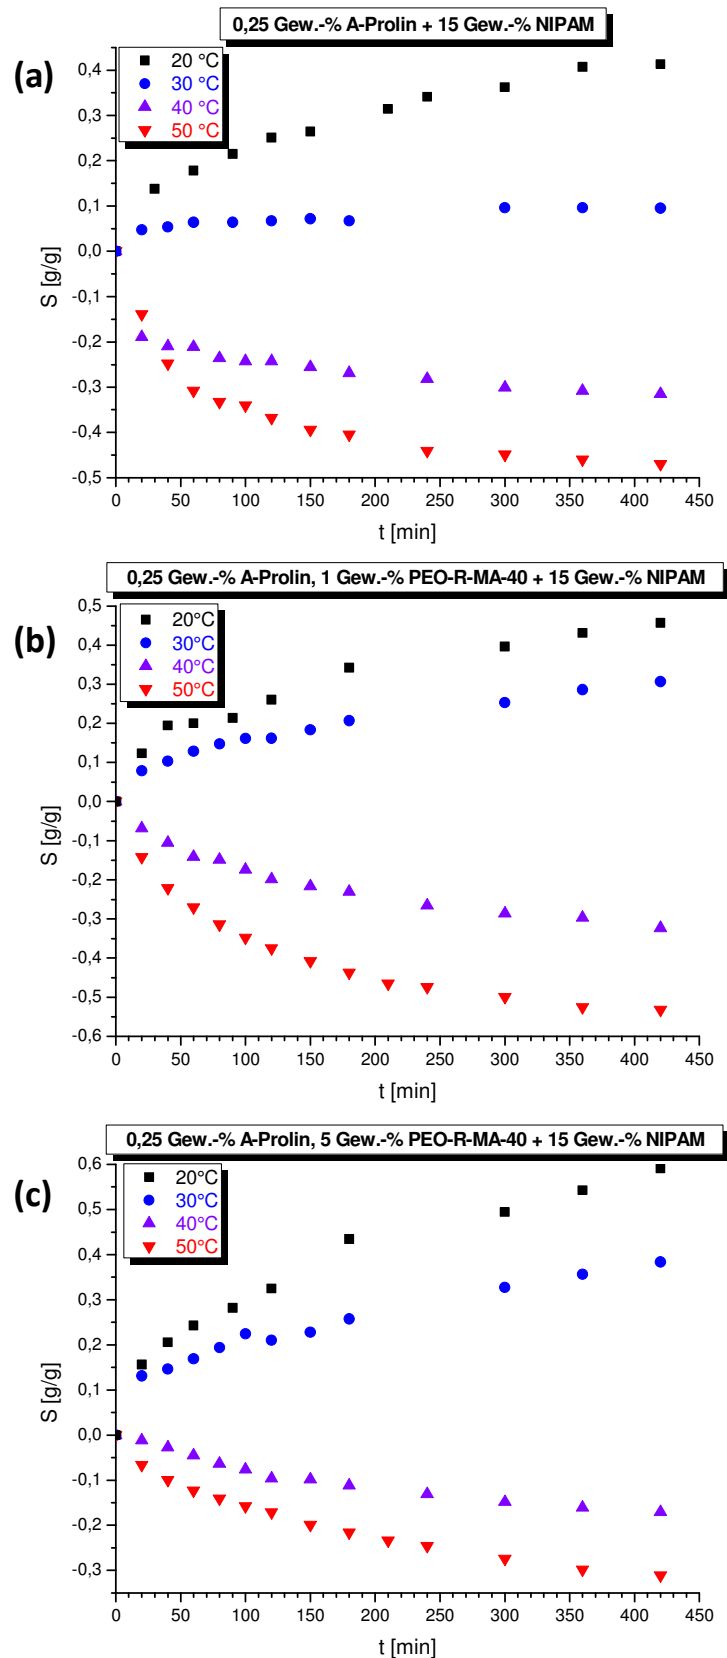 0,25 Gew.-% A-Prolin + 15 Gew.-% NIPAM
(a)
20 °C
30 °C
40 °C
50 °C
0,4
0,3
0,2
0,1
0,0
-0,1
-0,2
-0,3
-0,4
-0,5
S [g/g]
0 50 100 150 200 250 300 350 400 450
t [min]
0,25 Gew.-% A-Prolin, 1 Gew.-% PEO-R-MA-40 + 15 Gew.-% NIPAM
(b)
20°C
30°C
40°C
50°C
0,5
0,4
0,3
0,2
0,1
0,0
-0,1
-0,2
-0,3
-0,4
-0,5
-0,6
S [g/g]
0 50 100 150 200 250 300 350 400 450
t [min]
0,25 Gew.-% A-Prolin, 5 Gew.-% PEO-R-MA-40 + 15 Gew.-% NIPAM
(c)
20°C
30°C
40°C
50°C
0,6
0,5
0,4
0,3
0,2
0,1
0,0
-0,1
-0,2
-0,3
S [g/g]
0 50 100 150 200 250 300 350 400 450
t [min]